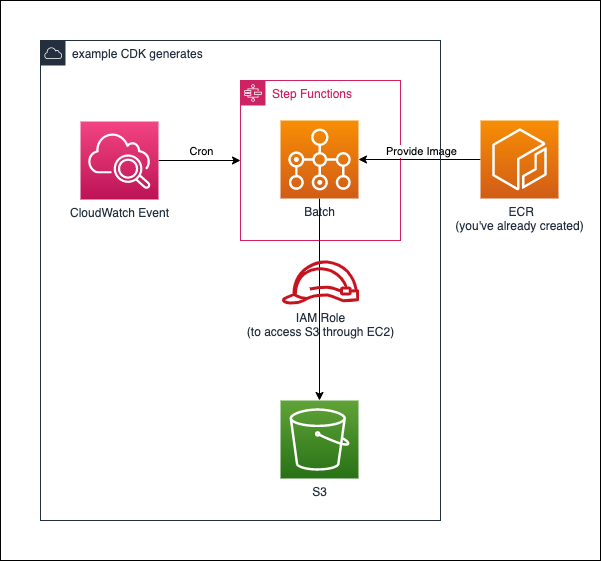 example CDK generates
Step Functions
Cron
Provide Image
CloudWatch Event
Batch
ECR
(you've already created)
IAM Role
(to access S3 through EC2)
S3